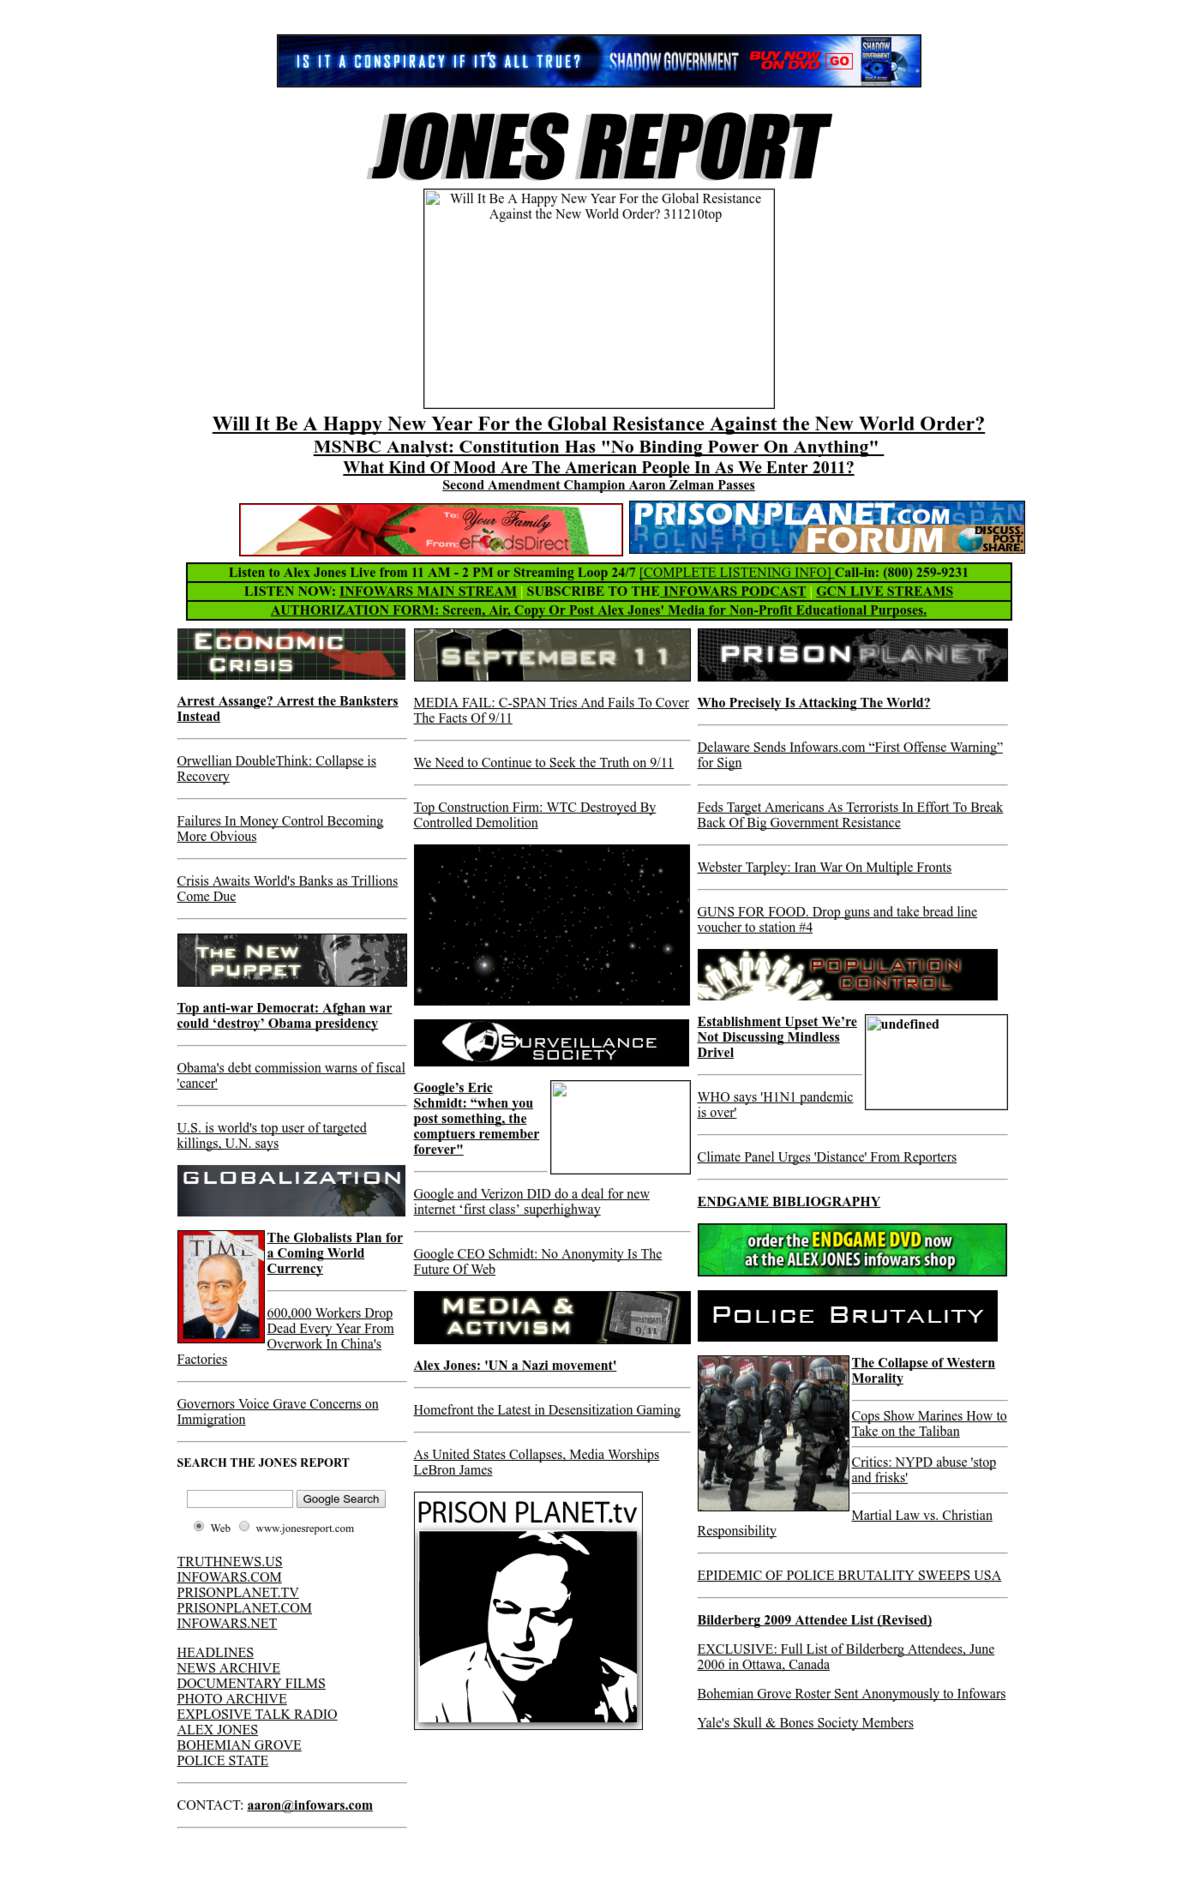 IS IT A CONSPIRACY IF IT'S ALL TRUE? SHADOW GOVERNMENT BUY NOW ON DVD GO SHADOW GOVERNMENT
JONES REPORT
Will It Be A Happy New Year For the Global Resistance
Against the New World Order? 311210top
Will It Be A Happy New Year For the Global Resistance Against the New World Order?
MSNBC Analyst: Constitution Has "No Binding Power On Anything"
What Kind Of Mood Are The American People In As We Enter 2011?
Second Amendment Champion Aaron Zelman Passes
To: Your Family
From: eFoodsDirect
PRISONPLANET.COM
FORUM DISCUSS. POST. SHARE.
Listen to Alex Jones Live from 11 AM - 2 PM or Streaming Loop 24/7 [COMPLETE LISTENING INFO] Call-in: (800) 259-9231
LISTEN NOW: INFOWARS MAIN STREAM | SUBSCRIBE TO THE INFOWARS PODCAST | GCN LIVE STREAMS
AUTHORIZATION FORM: Screen, Air, Copy Or Post Alex Jones' Media for Non-Profit Educational Purposes.
ECONOMIC
CRISIS
Arrest Assange? Arrest the Banksters
Instead
Orwellian DoubleThink: Collapse is
Recovery
Failures In Money Control Becoming
More Obvious
Crisis Awaits World's Banks as Trillions
Come Due
THE NEW
PUPPET
Top anti-war Democrat: Afghan war
could ‘destroy’ Obama presidency
Obama's debt commission warns of fiscal
'cancer'
U.S. is world's top user of targeted
killings, U.N. says
GLOBALIZATION
TIME
The Globalists Plan for
a Coming World
Currency
600,000 Workers Drop
Dead Every Year From
Overwork In China's
Factories
Governors Voice Grave Concerns on
Immigration
SEARCH THE JONES REPORT
Google Search
Web www.jonesreport.com
TRUTHNEWS.US
INFOWARS.COM
PRISONPLANET.TV
PRISONPLANET.COM
INFOWARS.NET
HEADLINES
NEWS ARCHIVE
DOCUMENTARY FILMS
PHOTO ARCHIVE
EXPLOSIVE TALK RADIO
ALEX JONES
BOHEMIAN GROVE
POLICE STATE
CONTACT: aaron@infowars.com
SEPTEMBER 11
MEDIA FAIL: C-SPAN Tries And Fails To Cover
The Facts Of 9/11
We Need to Continue to Seek the Truth on 9/11
Top Construction Firm: WTC Destroyed By
Controlled Demolition
SURVEILLANCE
SOCIETY
Google’s Eric
Schmidt: “when you
post something, the
comptuers remember
forever"
Google and Verizon DID do a deal for new
internet ‘first class’ superhighway
Google CEO Schmidt: No Anonymity Is The
Future Of Web
MEDIA &
ACTIVISM
9/11
Alex Jones: 'UN a Nazi movement'
Homefront the Latest in Desensitization Gaming
As United States Collapses, Media Worships
LeBron James
PRISON PLANET.tv
PRISON PLANET
Who Precisely Is Attacking The World?
Delaware Sends Infowars.com “First Offense Warning”
for Sign
Feds Target Americans As Terrorists In Effort To Break
Back Of Big Government Resistance
Webster Tarpley: Iran War On Multiple Fronts
GUNS FOR FOOD. Drop guns and take bread line
voucher to station #4
POPULATION
CONTROL
Establishment Upset We’re
Not Discussing Mindless
Drivel
undefined
WHO says 'H1N1 pandemic
is over'
Climate Panel Urges 'Distance' From Reporters
ENDGAME BIBLIOGRAPHY
order the ENDGAME DVD now
at the ALEX JONES infowars shop
POLICE BRUTALITY
The Collapse of Western
Morality
Cops Show Marines How to
Take on the Taliban
Critics: NYPD abuse 'stop
and frisks'
Martial Law vs. Christian
Responsibility
EPIDEMIC OF POLICE BRUTALITY SWEEPS USA
Bilderberg 2009 Attendee List (Revised)
EXCLUSIVE: Full List of Bilderberg Attendees, June
2006 in Ottawa, Canada
Bohemian Grove Roster Sent Anonymously to Infowars
Yale's Skull & Bones Society Members